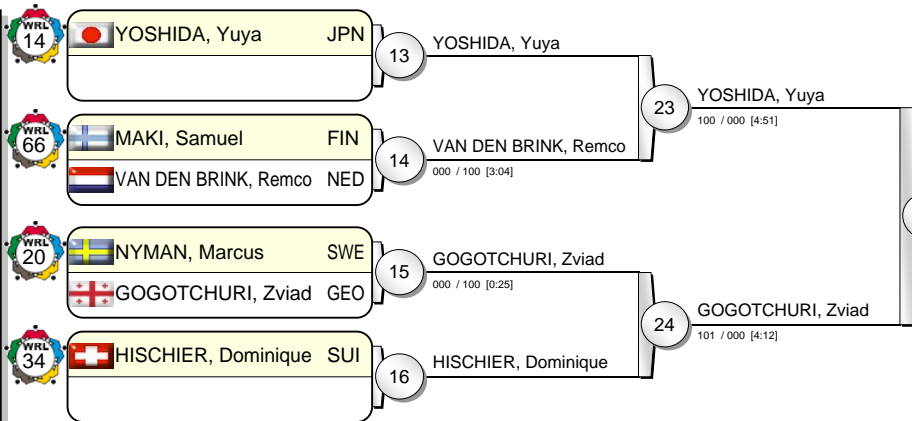 WRL
14
YOSHIDA, Yuya JPN
13
YOSHIDA, Yuya
23
YOSHIDA, Yuya
100 / 000 [4:51]
WRL
66
MAKI, Samuel FIN
VAN DEN BRINK, Remco NED
14
VAN DEN BRINK, Remco
000 / 100 [3:04]
WRL
20
NYMAN, Marcus SWE
GOGOTCHURI, Zviad GEO
15
GOGOTCHURI, Zviad
000 / 100 [0:25]
24
GOGOTCHURI, Zviad
101 / 000 [4:12]
WRL
34
HISCHIER, Dominique SUI
16
HISCHIER, Dominique